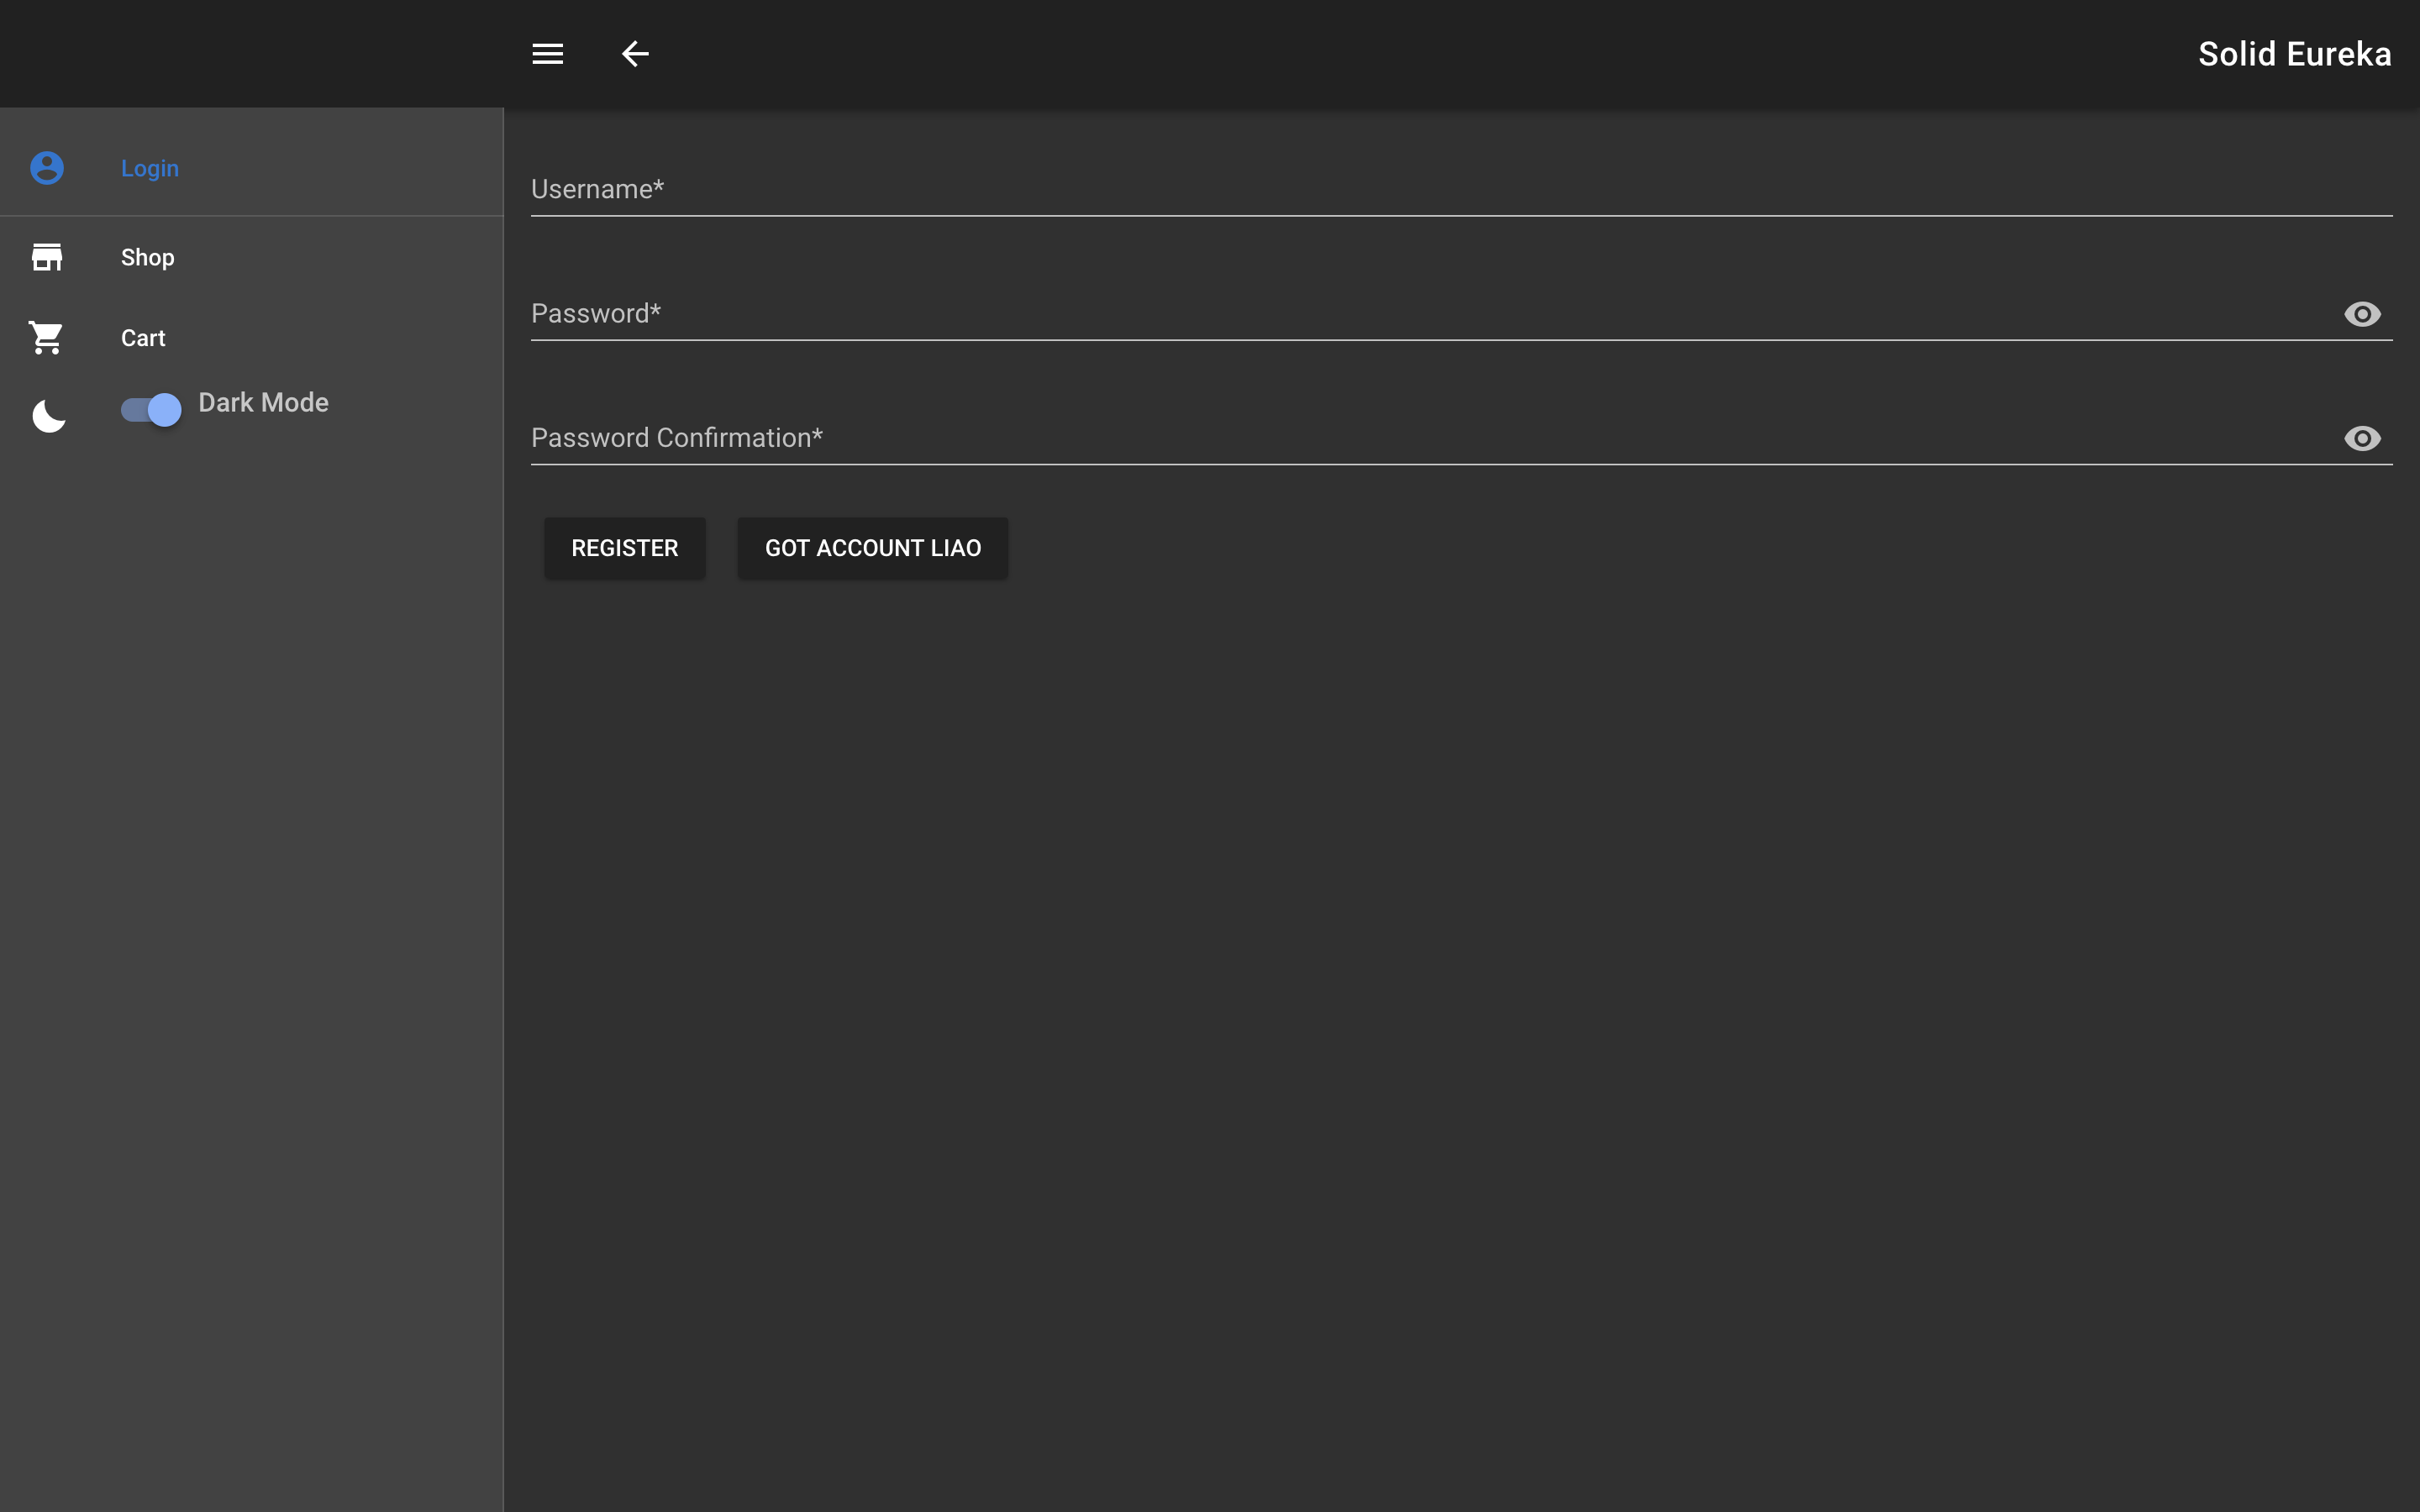 Solid Eureka
Login
Shop
Cart
Dark Mode
Username*
Password*
Password Confirmation*
REGISTER
GOT ACCOUNT LIAO